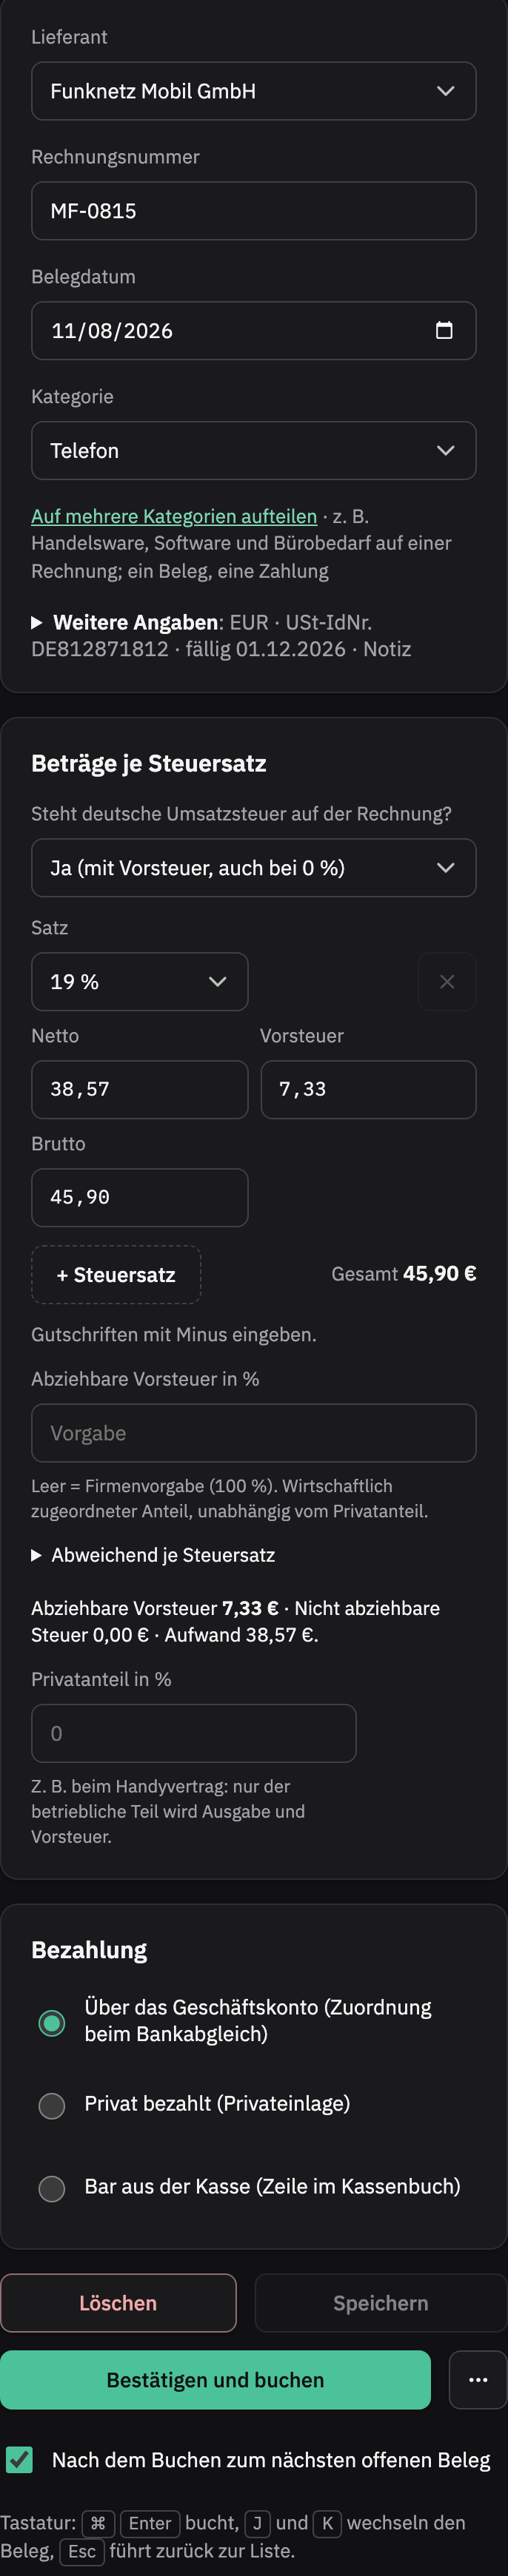 Lieferant
Funknetz Mobil GmbH
Rechnungsnummer
MF-0815
Belegdatum
11/08/2026
Kategorie
Telefon
Auf mehrere Kategorien aufteilen · z. B.
Handelsware, Software und Bürobedarf auf einer
Rechnung; ein Beleg, eine Zahlung
Weitere Angaben: EUR · USt-IdNr.
DE812871812 · fällig 01.12.2026 · Notiz
Beträge je Steuersatz
Steht deutsche Umsatzsteuer auf der Rechnung?
Ja (mit Vorsteuer, auch bei 0 %)
Satz
19 %
Netto Vorsteuer
38,57 7,33
Brutto
45,90
+ Steuersatz Gesamt 45,90 €
Gutschriften mit Minus eingeben.
Abziehbare Vorsteuer in %
Vorgabe
Leer = Firmenvorgabe (100 %). Wirtschaftlich
zugeordneter Anteil, unabhängig vom Privatanteil.
Abweichend je Steuersatz
Abziehbare Vorsteuer 7,33 € · Nicht abziehbare
Steuer 0,00 € · Aufwand 38,57 €.
Privatanteil in %
0
Z. B. beim Handyvertrag: nur der
betriebliche Teil wird Ausgabe und
Vorsteuer.
Bezahlung
Über das Geschäftskonto (Zuordnung
beim Bankabgleich)
Privat bezahlt (Privateinlage)
Bar aus der Kasse (Zeile im Kassenbuch)
Löschen Speichern
Bestätigen und buchen ...
Nach dem Buchen zum nächsten offenen Beleg
Tastatur: ⌘ Enter bucht, J und K wechseln den
Beleg, Esc führt zurück zur Liste.